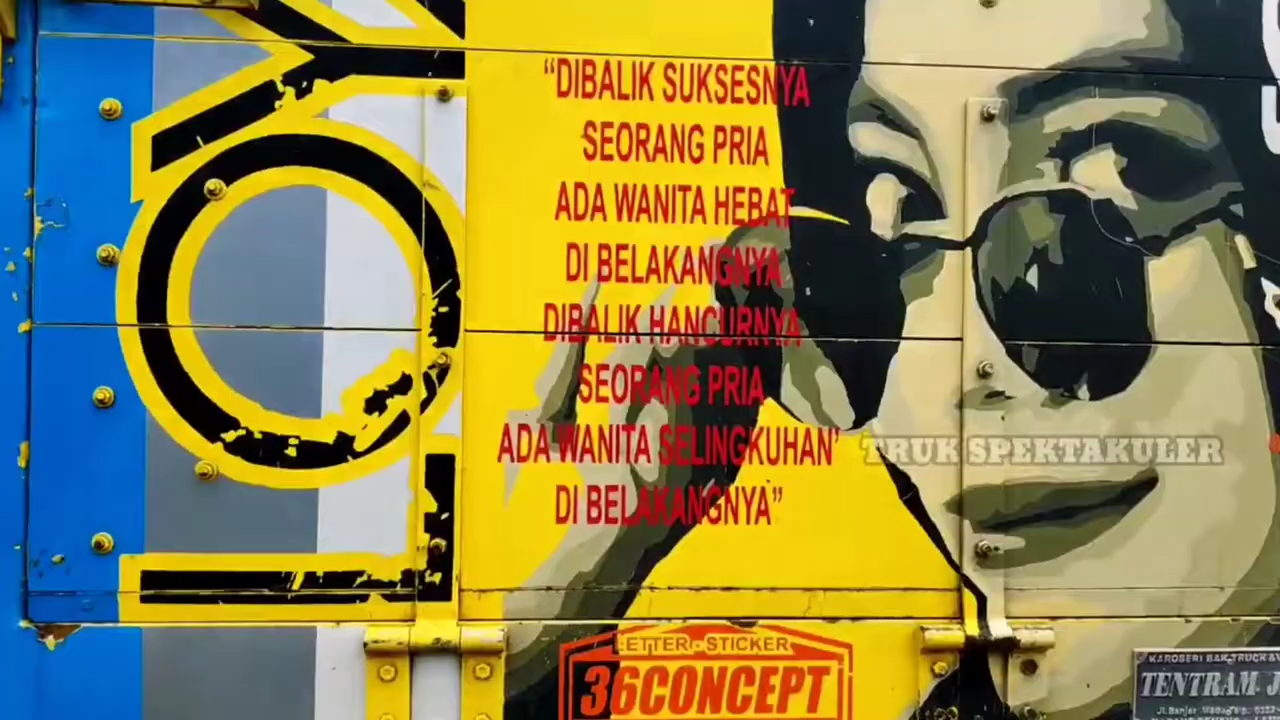 “DIBALIK SUKSESNYA
SEORANG PRIA
ADA WANITA HEBAT
DI BELAKANGNYA
DIBALIK HANCURNYA
SEORANG PRIA
ADA WANITA SELINGKUHAN’
DI BELAKANGNYA”
TRUK SPEKTAKULER
LETTER - STICKER
36CONCEPT
KAROSERI BAK TRUCK &
TENTRAM